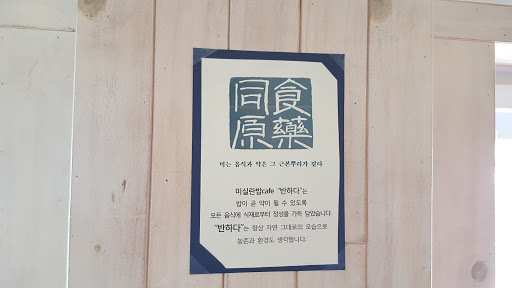 食藥
同原
먹는 음식과 약은 그 근본뿌리가 같다
미실란밥cafe "반하다"는
밥이 곧 약이 될 수 있도록
모든 음식에 식재로부터 정성을 가득 담았습니다.
"반하다"는 항상 자연 그대로의 모습으로
농촌과 환경도 생각합니다.